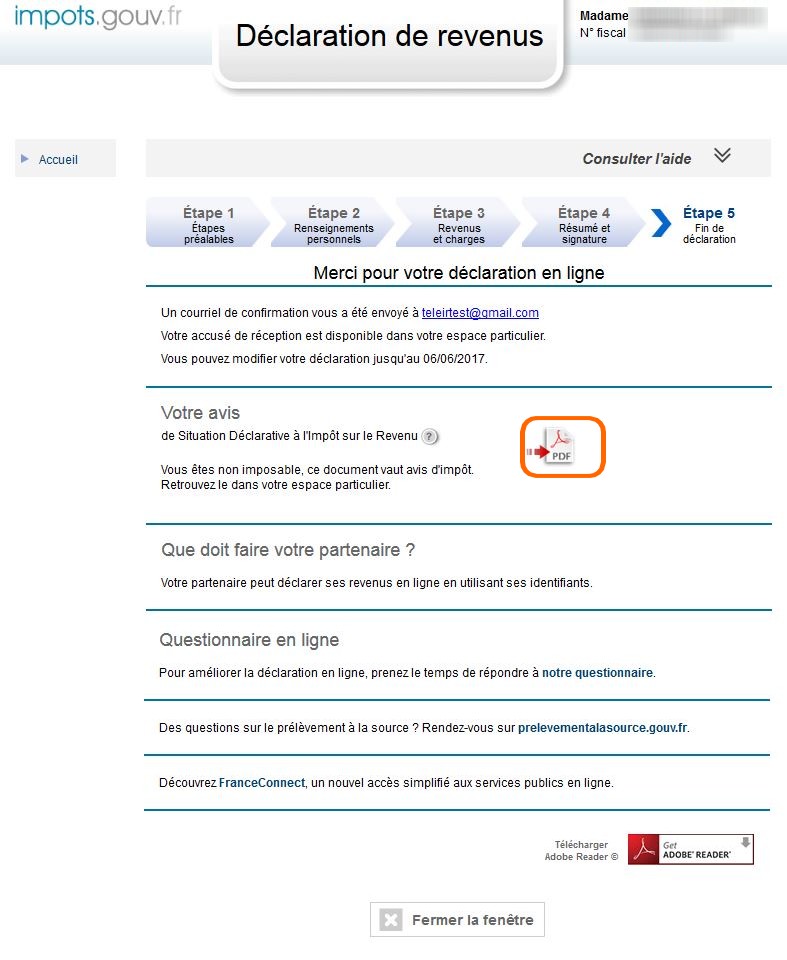 impots.gouv.fr
Déclaration de revenus
Madame
N° fiscal
Accueil
Consulter l'aide
Étape 1
Étapes
préalables
Étape 2
Renseignements
personnels
Étape 3
Revenus
et charges
Étape 4
Résumé et
signature
Étape 5
Fin de
déclaration
Merci pour votre déclaration en ligne
Un courriel de confirmation vous a été envoyé à teleirtest@gmail.com
Votre accusé de réception est disponible dans votre espace particulier.
Vous pouvez modifier votre déclaration jusqu'au 06/06/2017.
Votre avis
de Situation Déclarative à l'Impôt sur le Revenu ?
PDF
Vous êtes non imposable, ce document vaut avis d'impôt.
Retrouvez le dans votre espace particulier.
Que doit faire votre partenaire ?
Votre partenaire peut déclarer ses revenus en ligne en utilisant ses identifiants.
Questionnaire en ligne
Pour améliorer la déclaration en ligne, prenez le temps de répondre à notre questionnaire.
Des questions sur le prélèvement à la source ? Rendez-vous sur prelevementalasource.gouv.fr.
Découvrez FranceConnect, un nouvel accès simplifié aux services publics en ligne.
Télécharger
Adobe Reader ©
Get
ADOBE® READER®
Fermer la fenêtre